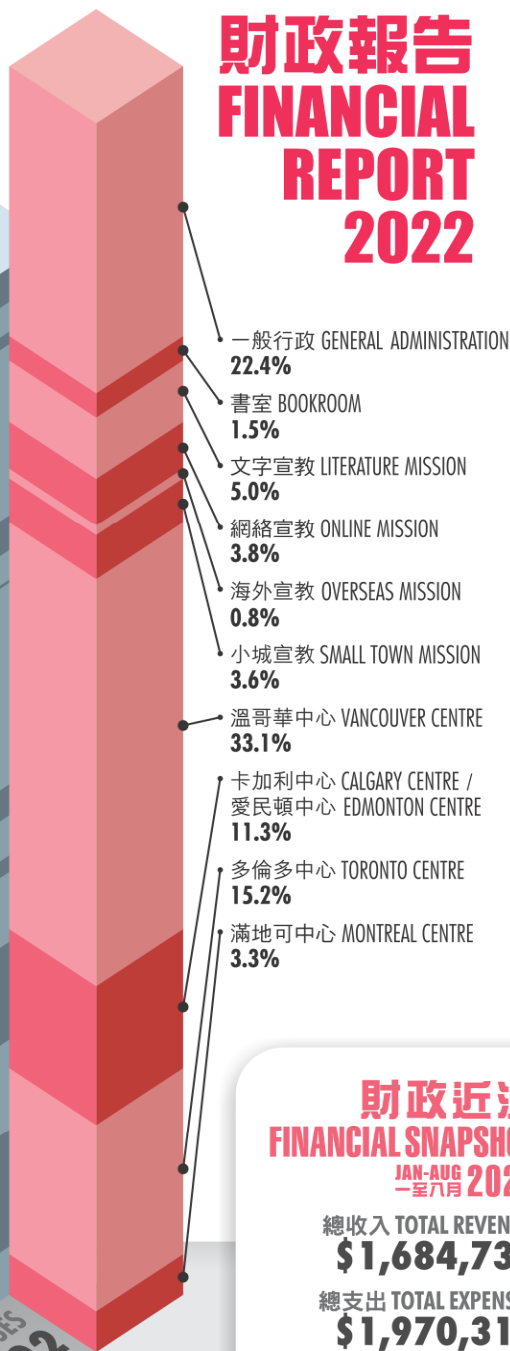 財政報告
FINANCIAL
REPORT
2022
一般行政 GENERAL ADMINISTRATION
22.4%
書室 BOOKROOM
1.5%
文字宣教 LITERATURE MISSION
5.0%
網絡宣教 ONLINE MISSION
3.8%
海外宣教 OVERSEAS MISSION
0.8%
小城宣教 SMALL TOWN MISSION
3.6%
溫哥華中心 VANCOUVER CENTRE
33.1%
卡加利中心 CALGARY CENTRE /
愛民頓中心 EDMONTON CENTRE
11.3%
多倫多中心 TORONTO CENTRE
15.2%
滿地可中心 MONTREAL CENTRE
3.3%
財政近
FINANCIAL SNAPSHO
JAN-AUG
一至八月 202
總收入 TOTAL REVEN
$1,684,73
總支出 TOTAL EXPENS
$1,970,31